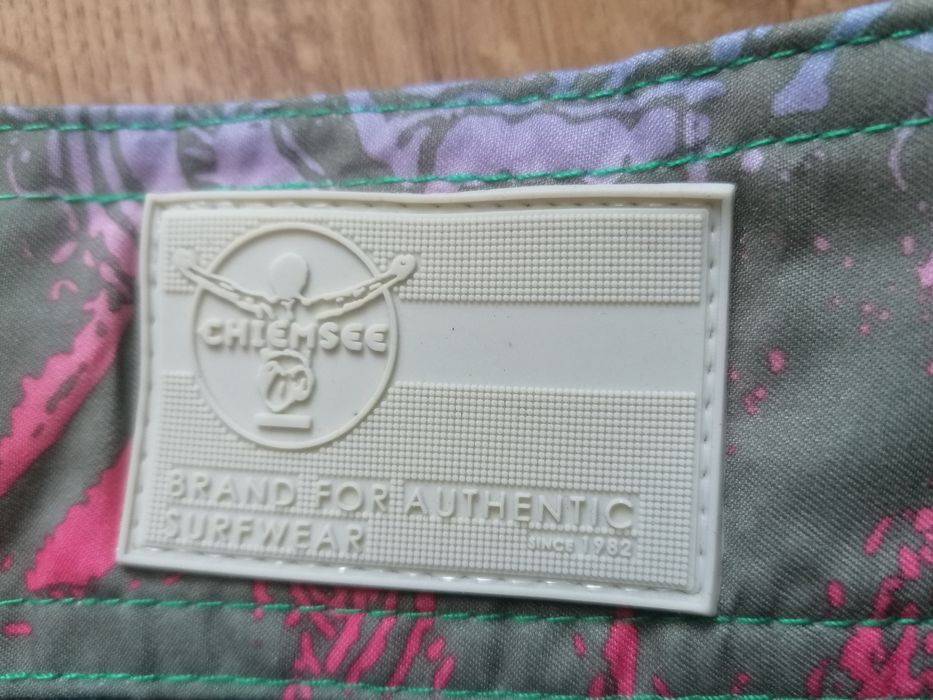 CHIEMSEE
BRAND FOR AUTHENTIC
SURFWEAR
SINCE 1982